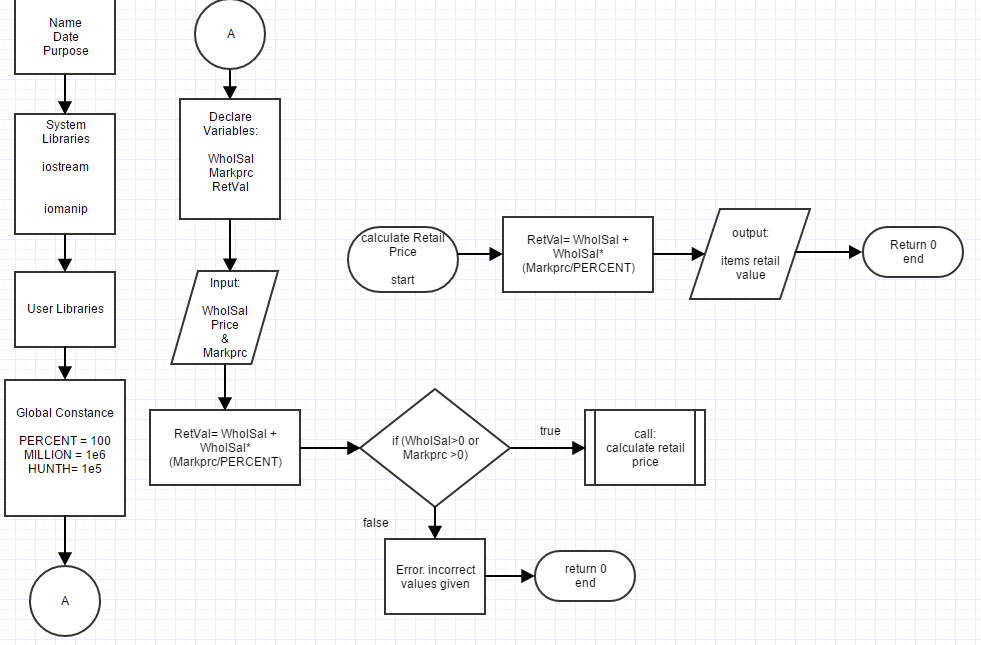 Name
Date
Purpose
System
Libraries
iostream
iomanip
User Libraries
Global Constance
PERCENT = 100
MILLION = 1e6
HUNTH= 1e5
A
A
Declare
Variables:
WholSal
Markprc
RetVal
Input:
WholSal
Price
&
Markprc
RetVal= WholSal +
WholSal*
(Markprc/PERCENT)
if (WholSal>0 or
Markprc >0)
true
call:
calculate retail
price
false
Error. incorrect
values given
return 0
end
calculate Retail
Price
start
RetVal= WholSal +
WholSal*
(Markprc/PERCENT)
output:
items retail
value
Return 0
end